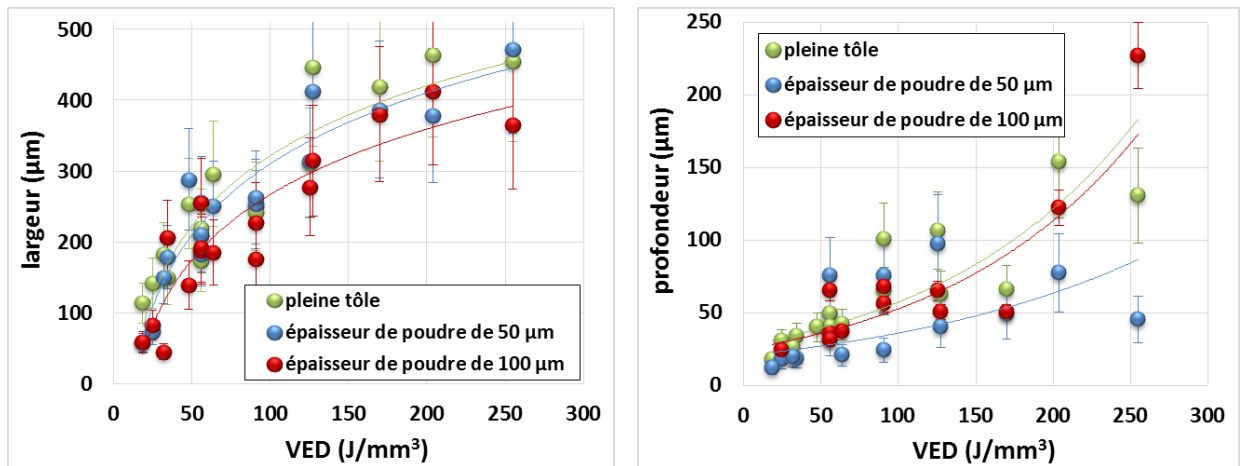 500
400
300
200
100
0
largeur (µm)
pleine tôle
épaisseur de poudre de 50 µm
épaisseur de poudre de 100 µm
0 50 100 150 200 250 300
VED (J/mm³)
250
200
150
100
50
0
profondeur (µm)
pleine tôle
épaisseur de poudre de 50 µm
épaisseur de poudre de 100 µm
0 50 100 150 200 250 300
VED (J/mm³)